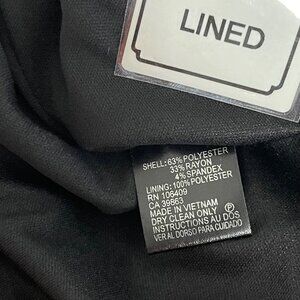 LINED
SHELL: 63% POLYESTER
33% RAYON
4% SPANDEX
LINING: 100% POLYESTER
RN 106409
CA 39863
MADE IN VIETNAM
DRY CLEAN ONLY P
INSTRUCTIONS AU DOS
VER AL DORSO PARA CUIDADO